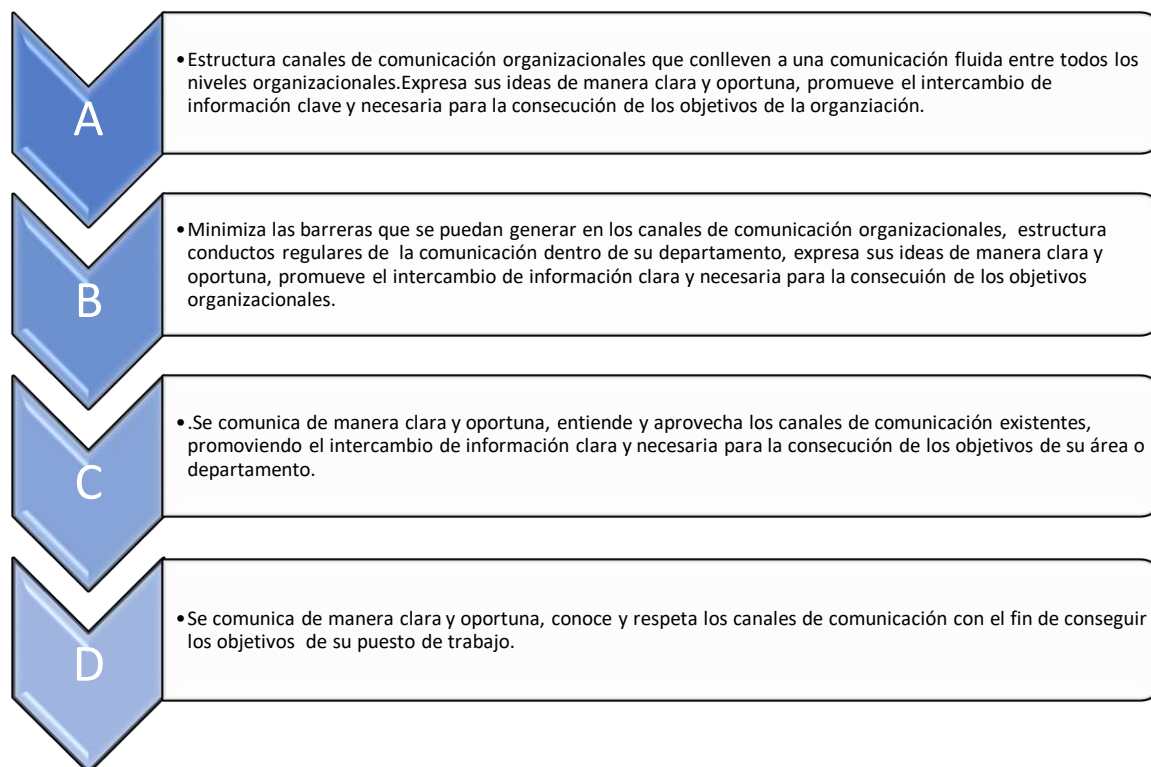 A
•Estructura canales de comunicación organizacionales que conlleven a una comunicación fluida entre todos los
niveles organizacionales.Expresa sus ideas de manera clara y oportuna, promueve el intercambio de
información clave y necesaria para la consecución de los objetivos de la organziación.
B
•Minimiza las barreras que se puedan generar en los canales de comunicación organizacionales, estructura
conductos regulares de la comunicación dentro de su departamento, expresa sus ideas de manera clara y
oportuna, promueve el intercambio de información clara y necesaria para la consecuión de los objetivos
organizacionales.
C
•.Se comunica de manera clara y oportuna, entiende y aprovecha los canales de comunicación existentes,
promoviendo el intercambio de información clara y necesaria para la consecución de los objetivos de su área o
departamento.
D
•Se comunica de manera clara y oportuna, conoce y respeta los canales de comunicación con el fin de conseguir
los objetivos de su puesto de trabajo.